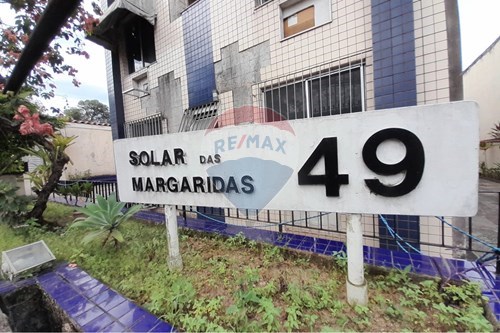 SOLAR DAS
MARGARIDAS
49
RE/MAX